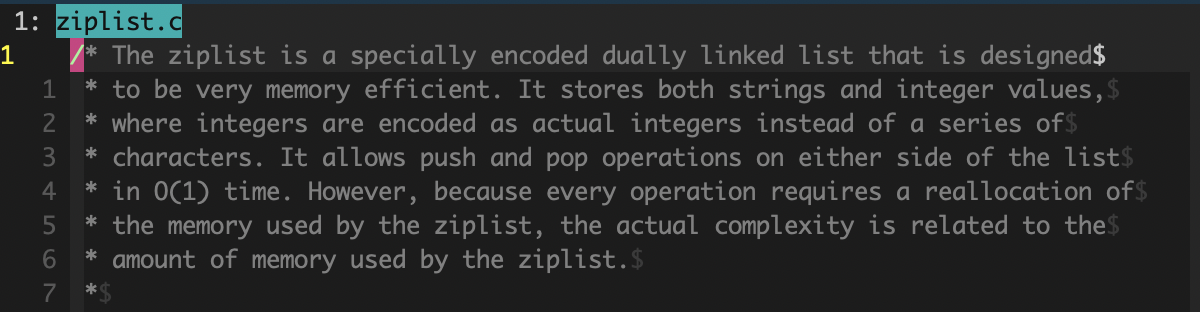 1: ziplist.c
1 /* The ziplist is a specially encoded dually linked list that is designed$
1 * to be very memory efficient. It stores both strings and integer values,$
2 * where integers are encoded as actual integers instead of a series of$
3 * characters. It allows push and pop operations on either side of the list$
4 * in O(1) time. However, because every operation requires a reallocation of$
5 * the memory used by the ziplist, the actual complexity is related to the$
6 * amount of memory used by the ziplist.$
7 *$